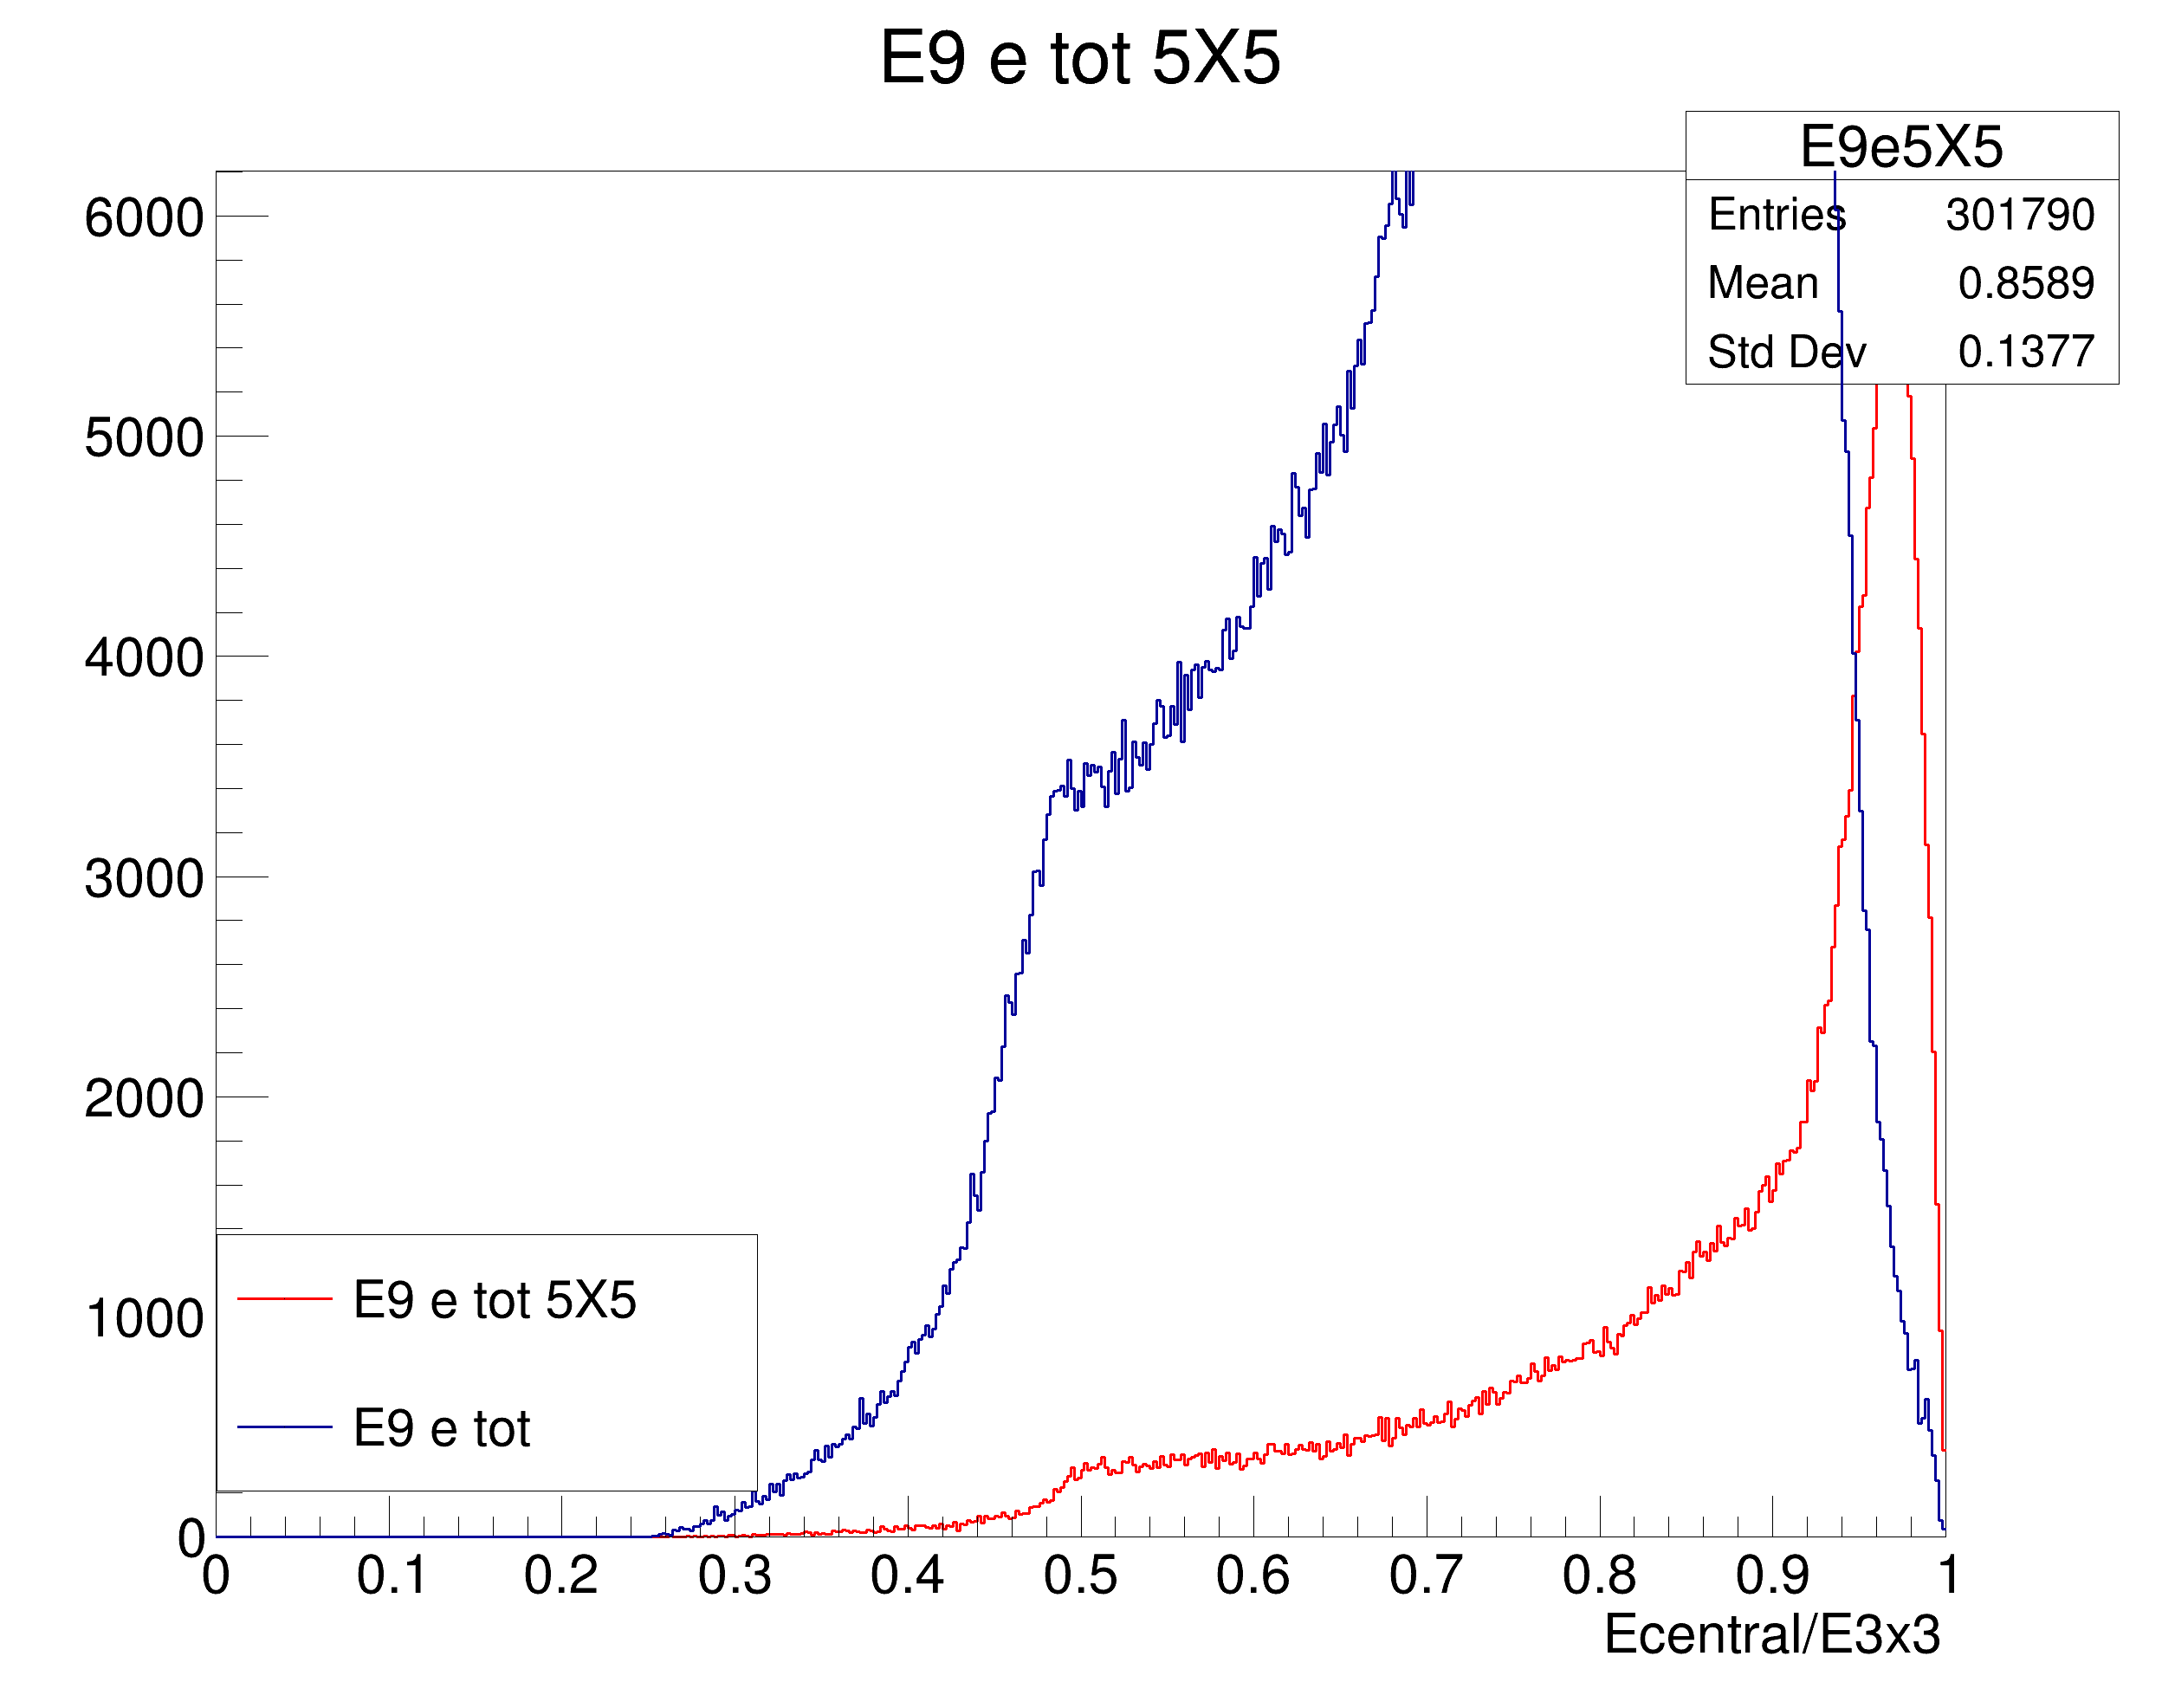 E9 e tot 5X5
E9e5X5
Entries 301790
Mean 0.8589
Std Dev 0.1377
6000
5000
4000
3000
2000
1000
0
E9 e tot 5X5
E9 e tot
0 0.1 0.2 0.3 0.4 0.5 0.6 0.7 0.8 0.9 1
Ecentral/E3x3